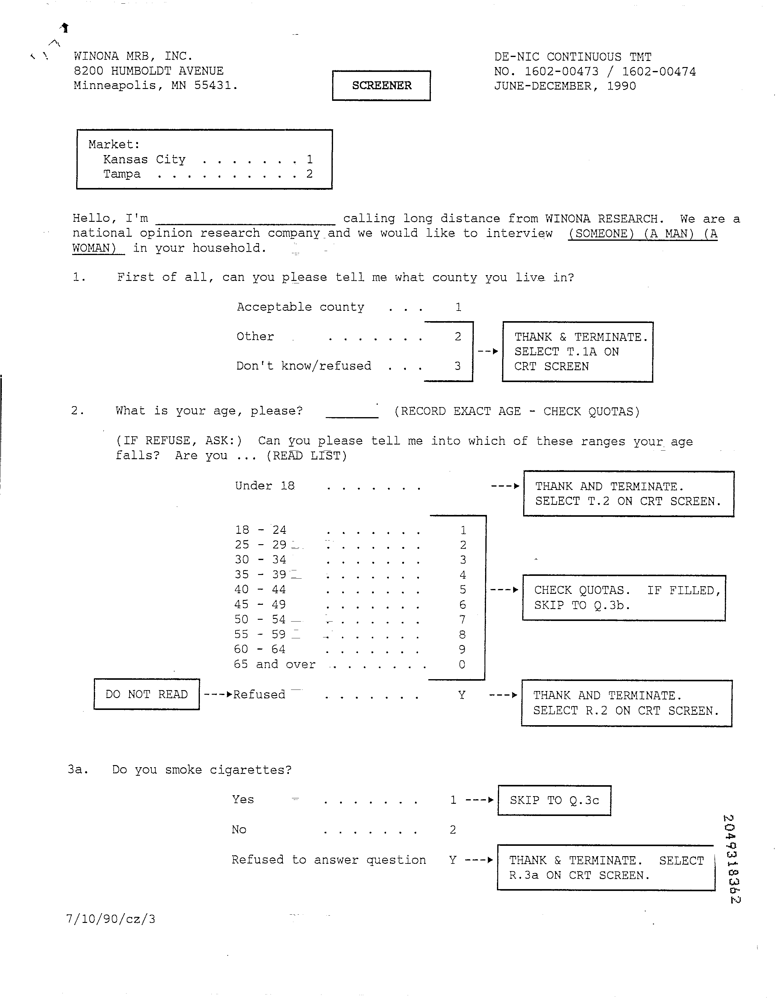 WINONA MRB, INC.
8200 HUMBOLDT AVENUE
Minneapolis, MN 55431.
SCREENER
DE-NIC CONTINUOUS TMT
NO. 1602-00473 / 1602-00474
JUNE-DECEMBER, 1990
Market:
Kansas City . . . . . . . 1
Tampa . . . . . . . . . . 2
Hello, I'm ______________________ calling long distance from WINONA RESEARCH. We are a
national opinion research company and we would like to interview (SOMEONE) (A MAN) (A
WOMAN) in your household.
1. First of all, can you please tell me what county you live in?
Acceptable county . . . 1
Other . . . . . . . 2
Don't know/refused . . . 3
THANK & TERMINATE.
SELECT T.1A ON
CRT SCREEN
2. What is your age, please? ______ (RECORD EXACT AGE - CHECK QUOTAS)
(IF REFUSE, ASK:) Can you please tell me into which of these ranges your age
falls? Are you ... (READ LIST)
Under 18 . . . . . . .
THANK AND TERMINATE.
SELECT T.2 ON CRT SCREEN.
18 - 24 . . . . . . . 1
25 - 29 . . . . . . . 2
30 - 34 . . . . . . . 3
35 - 39 . . . . . . . 4
40 - 44 . . . . . . . 5
45 - 49 . . . . . . . 6
50 - 54 . . . . . . . 7
55 - 59 . . . . . . . 8
60 - 64 . . . . . . . 9
65 and over . . . . . . . 0
CHECK QUOTAS. IF FILLED,
SKIP TO Q.3b.
DO NOT READ --->Refused . . . . . . . Y
THANK AND TERMINATE.
SELECT R.2 ON CRT SCREEN.
3a. Do you smoke cigarettes?
Yes . . . . . . . 1 ---> SKIP TO Q.3c
No . . . . . . . 2
Refused to answer question Y --->
THANK & TERMINATE. SELECT
R.3a ON CRT SCREEN.
2049318362
7/10/90/cz/3